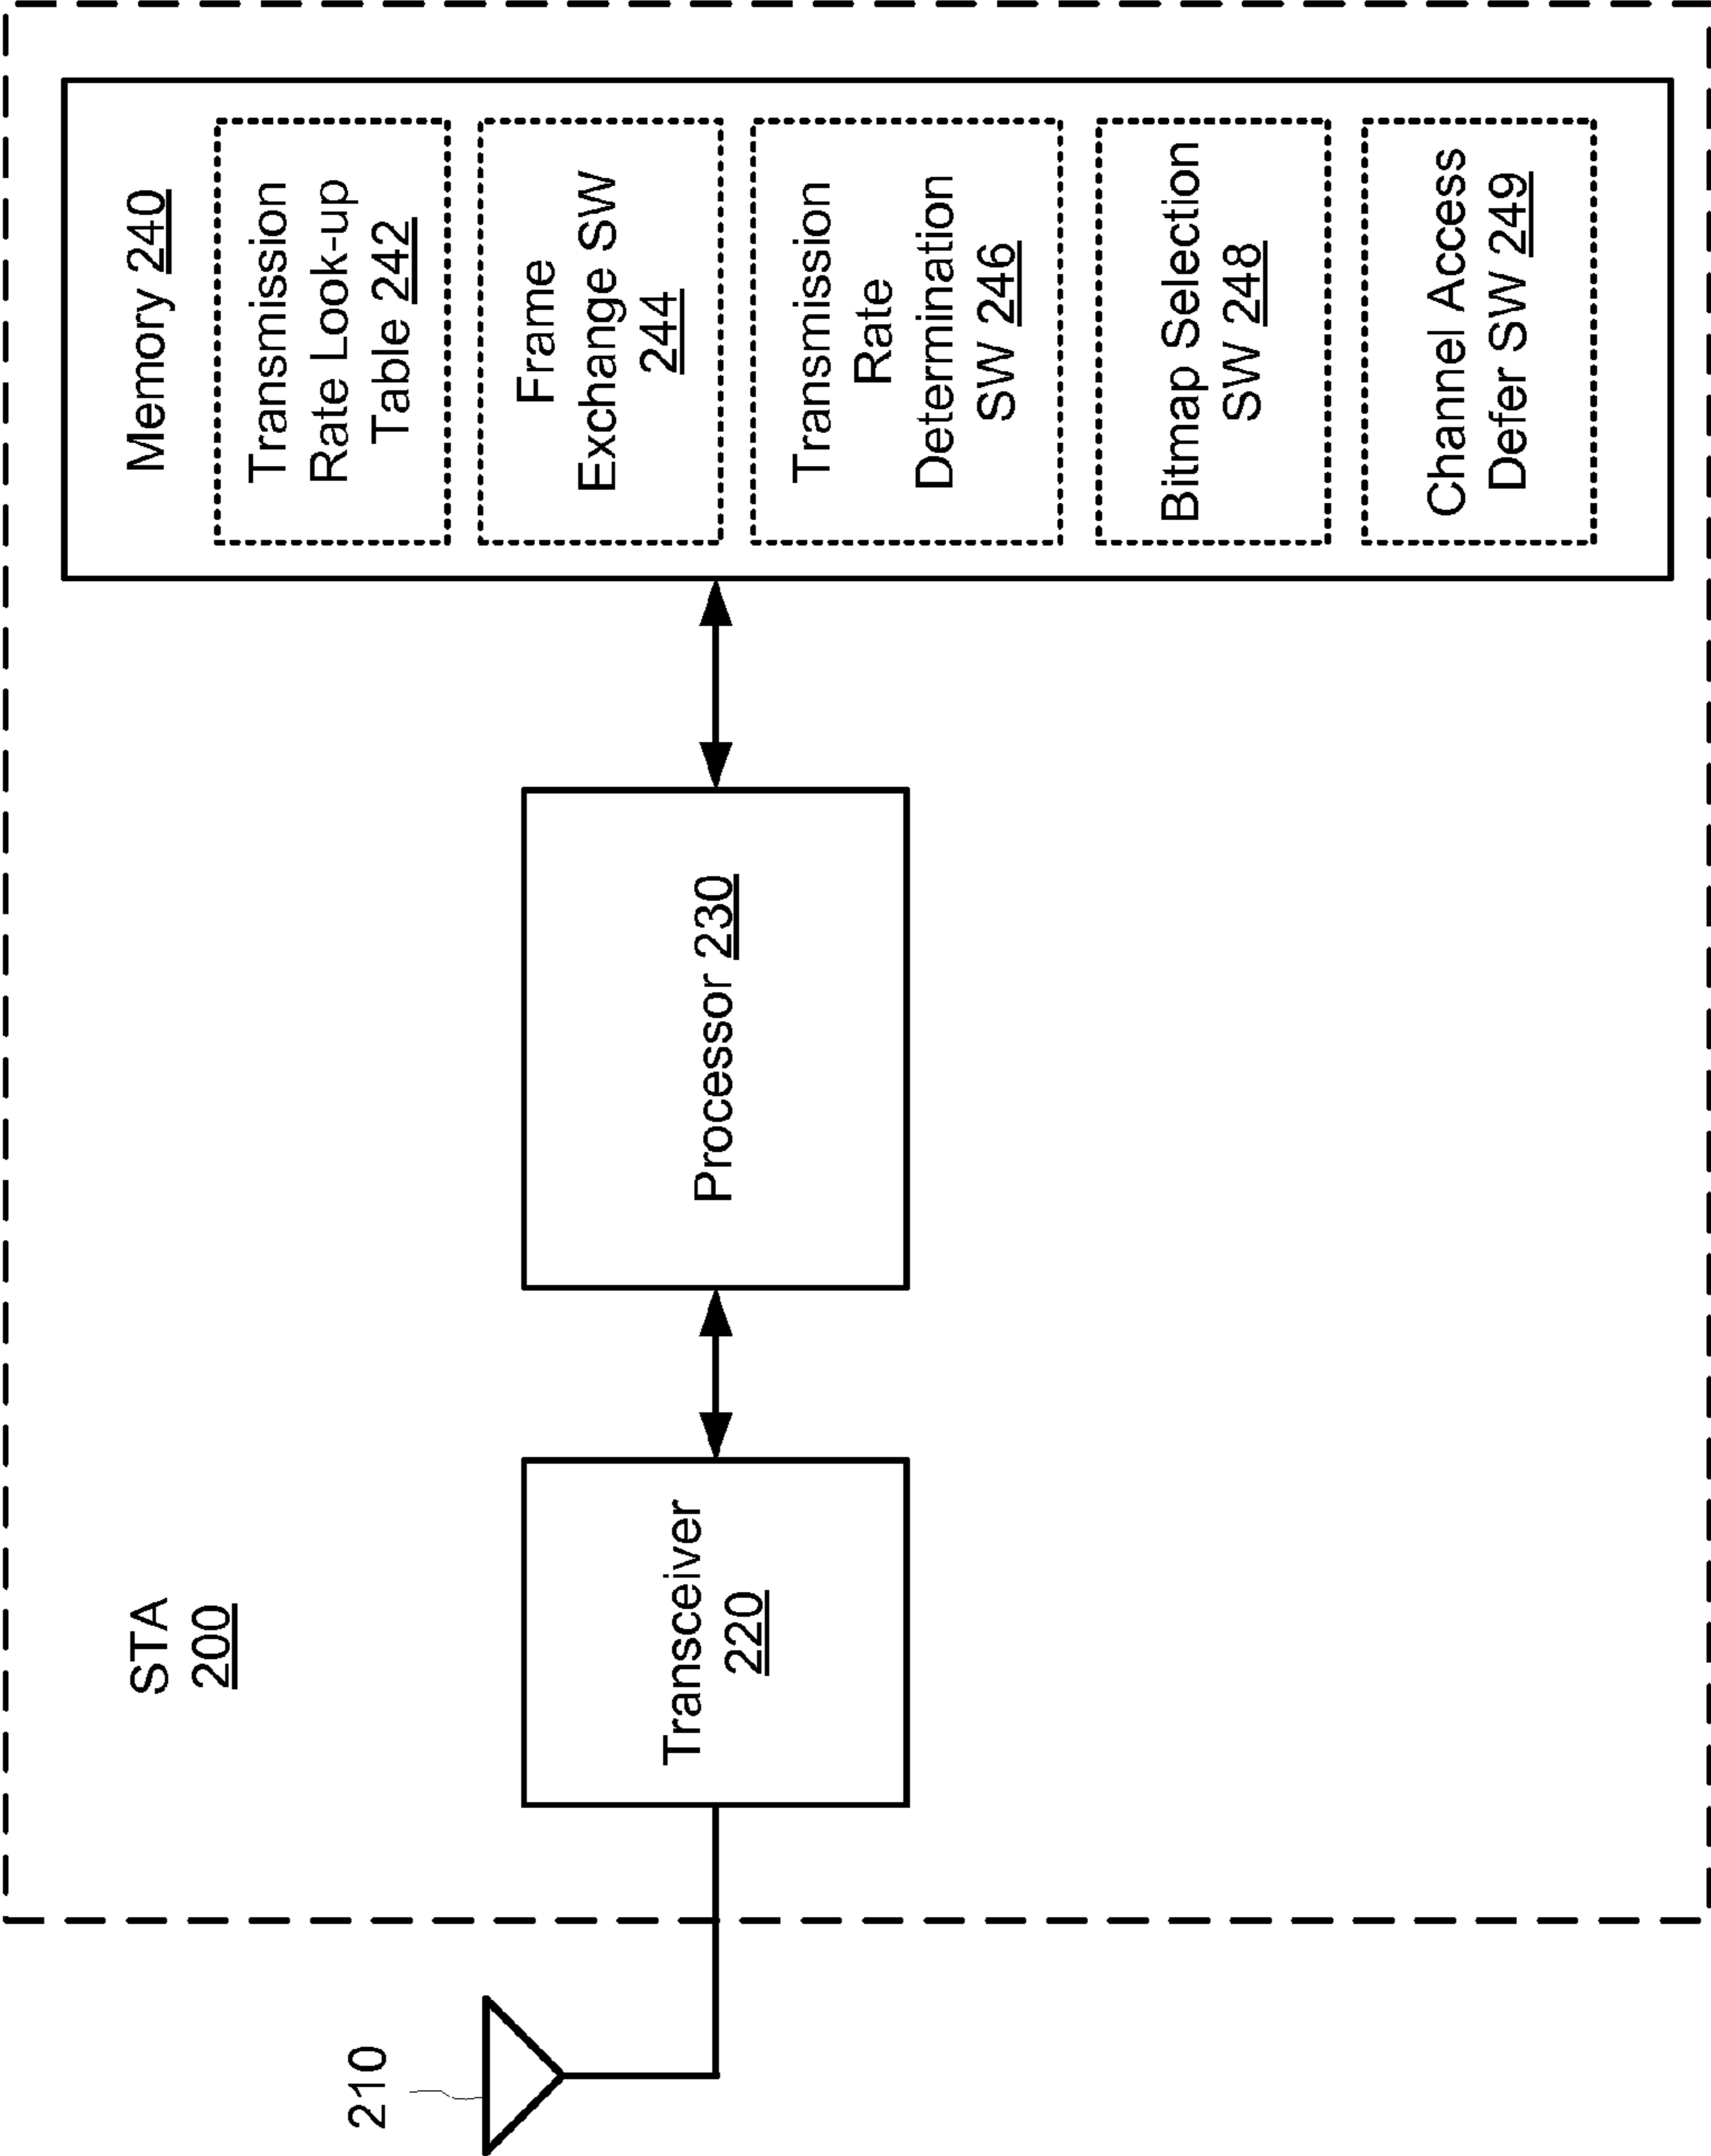 STA
200
210
Transceiver
220
Processor 230
Memory 240
Transmission
Rate Look-up
Table 242
Frame
Exchange SW
244
Transmission
Rate
Determination
SW 246
Bitmap Selection
SW 248
Channel Access
Defer SW 249